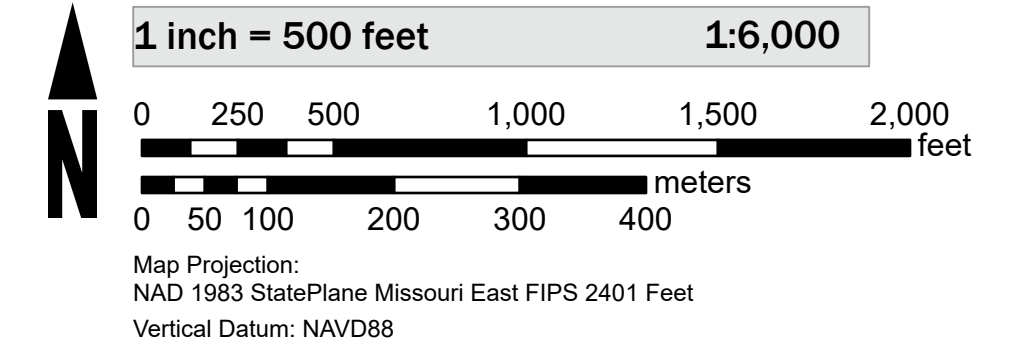 1 inch = 500 feet 1:6,000
0 250 500 1,000 1,500 2,000
feet
meters
0 50 100 200 300 400
N
Map Projection:
NAD 1983 StatePlane Missouri East FIPS 2401 Feet
Vertical Datum: NAVD88